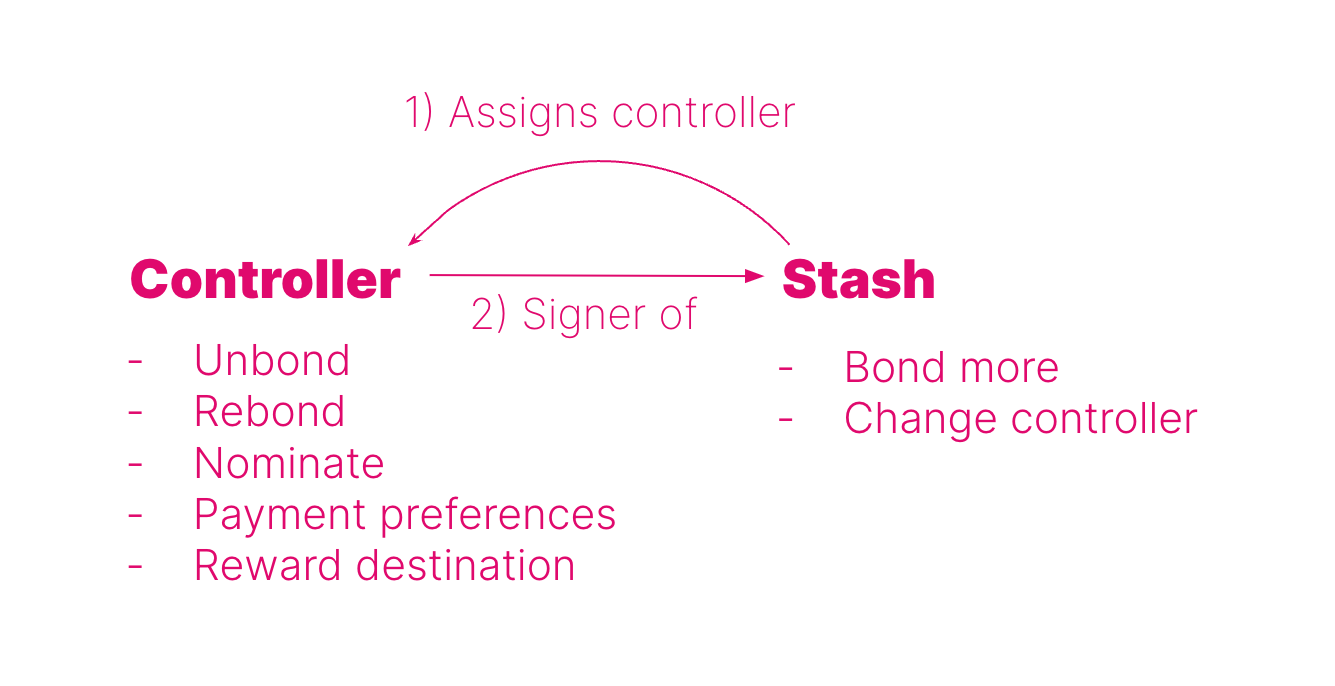 1) Assigns controller
Controller
Stash
2) Signer of
- Unbond
- Rebond
- Nominate
- Payment preferences
- Reward destination
- Bond more
- Change controller